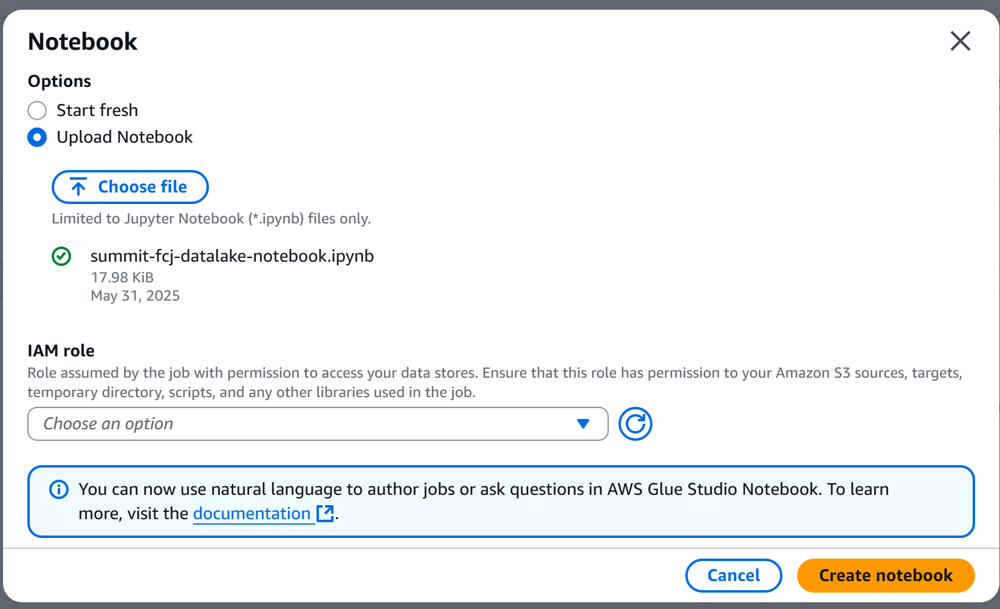 Notebook
Options
Start fresh
Upload Notebook
Choose file
Limited to Jupyter Notebook (*.ipynb) files only.
summit-fcj-datalake-notebook.ipynb
17.98 KiB
May 31, 2025
IAM role
Role assumed by the job with permission to access your data stores. Ensure that this role has permission to your Amazon S3 sources, targets,
temporary directory, scripts, and any other libraries used in the job.
Choose an option
You can now use natural language to author jobs or ask questions in AWS Glue Studio Notebook. To learn
more, visit the documentation.
Cancel
Create notebook